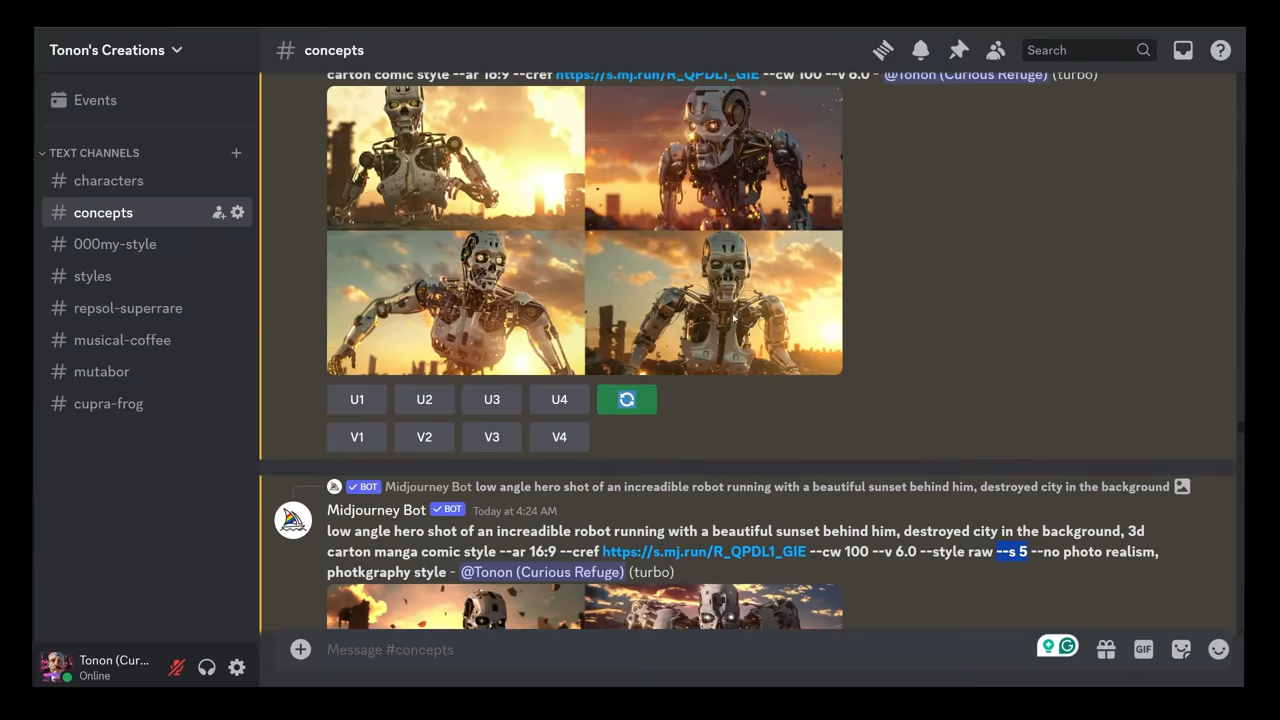 Tonon's Creations
# concepts
Search
Events
TEXT CHANNELS
# characters
# concepts
# 000my-style
# styles
# repsol-superrare
# musical-coffee
# mutabor
# cupra-frog
Tonon (Cur...
Online
carton comic style --ar 16:9 --cref https://s.mj.run/R_QPDL1_GIE --cw 100 --v 6.0 - @Tonon (Curious Refuge) (turbo)
U1 U2 U3 U4
V1 V2 V3 V4
BOT Midjourney Bot low angle hero shot of an increadible robot running with a beautiful sunset behind him, destroyed city in the background
Midjourney Bot BOT Today at 4:24 AM
low angle hero shot of an increadible robot running with a beautiful sunset behind him, destroyed city in the background, 3d
carton manga comic style --ar 16:9 --cref https://s.mj.run/R_QPDL1_GIE --cw 100 --v 6.0 --style raw --s 5 --no photo realism,
photkgraphy style - @Tonon (Curious Refuge) (turbo)
Message #concepts
GIF